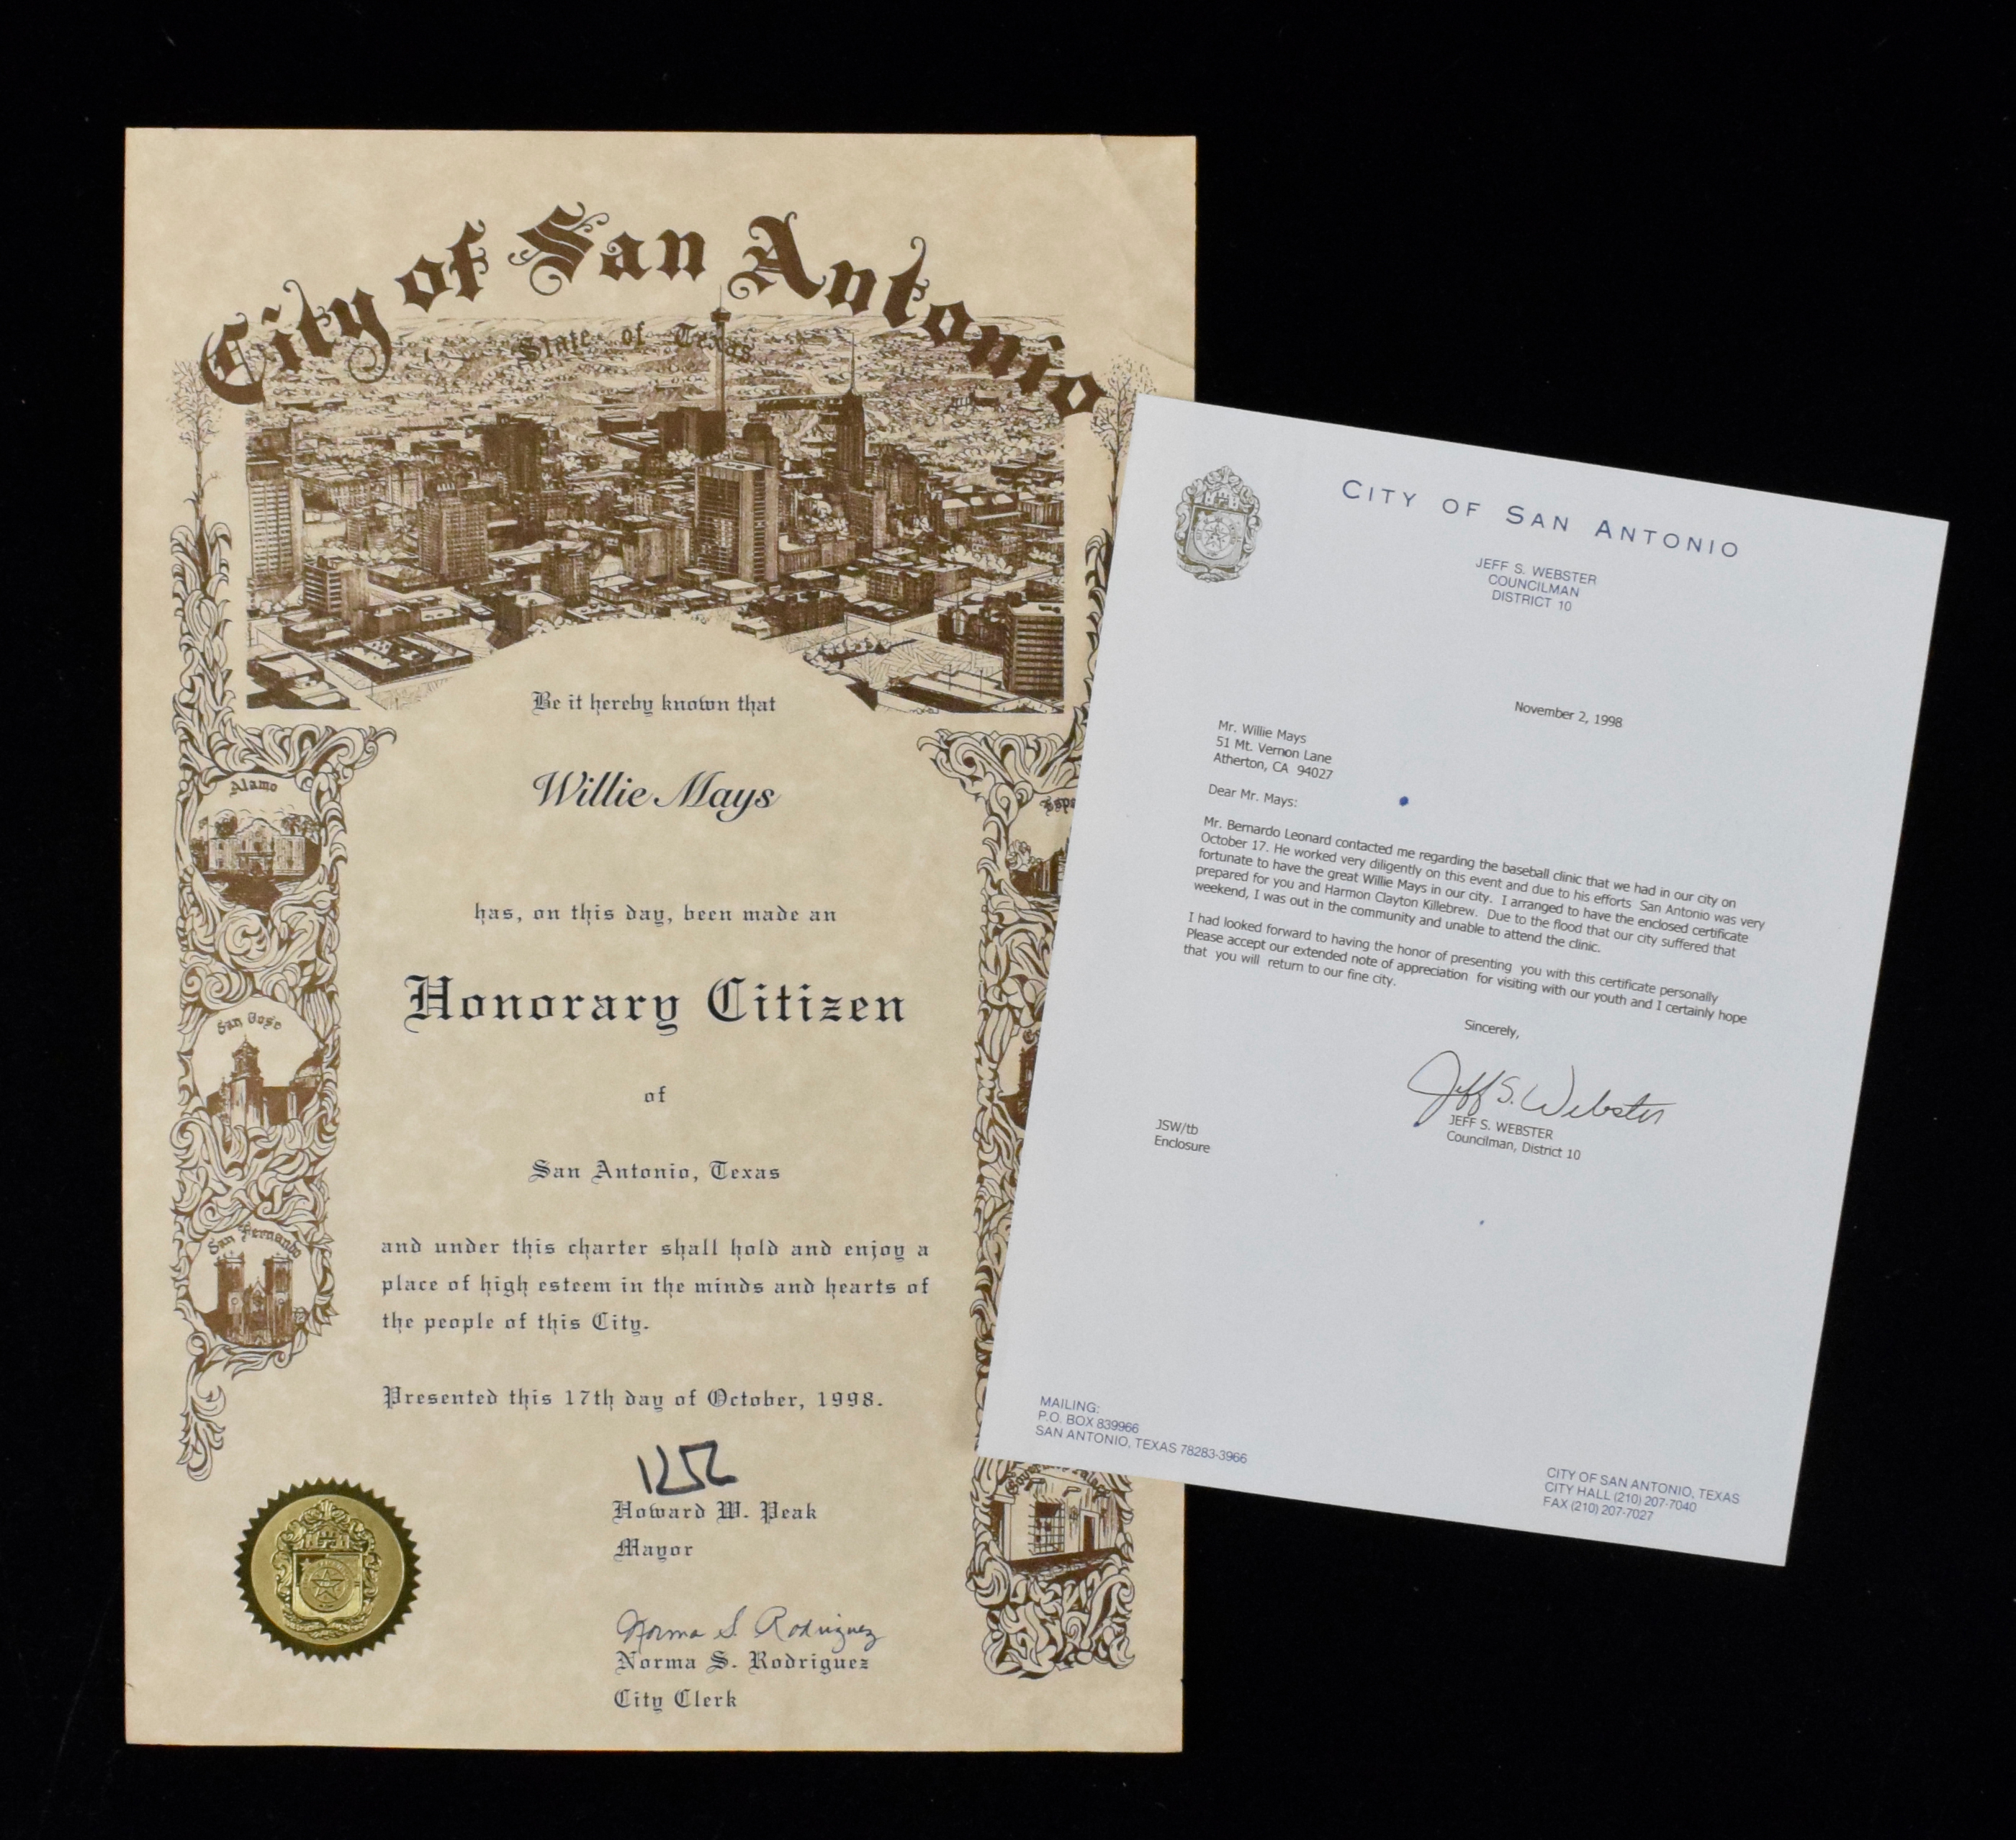 City of San Antonio
State of Texas
Be it hereby known that
Willie Mays
has, on this day, been made an
Honorary Citizen
of
San Antonio, Texas
and under this charter shall hold and enjoy a
place of high esteem in the minds and hearts of
the people of this City.
Presented this 17th day of October, 1998.
Howard W. Peak
Mayor
Norma S. Rodriguez
Norma S. Rodriguez
City Clerk
Alamo
San Jose
San Fernando
CITY OF SAN ANTONIO
JEFF S. WEBSTER
COUNCILMAN
DISTRICT 10
November 2, 1998
Mr. Willie Mays
51 Mt. Vernon Lane
Atherton, CA 94027
Dear Mr. Mays:
Mr. Bernardo Leonard contacted me regarding the baseball clinic that we had in our city on
October 17. He worked very diligently on this event and due to his efforts San Antonio was very
fortunate to have the great Willie Mays in our city. I arranged to have the enclosed certificate
prepared for you and Harmon Clayton Killebrew. Due to the flood that our city suffered that
weekend, I was out in the community and unable to attend the clinic.
I had looked forward to having the honor of presenting you with this certificate personally
Please accept our extended note of appreciation for visiting with our youth and I certainly hope
that you will return to our fine city.
Sincerely,
Jeff S. Webster
JEFF S. WEBSTER
Councilman, District 10
JSW/tb
Enclosure
MAILING:
P.O. BOX 839966
SAN ANTONIO, TEXAS 78283-3966
CITY OF SAN ANTONIO, TEXAS
CITY HALL (210) 207-7040
FAX (210) 207-7027